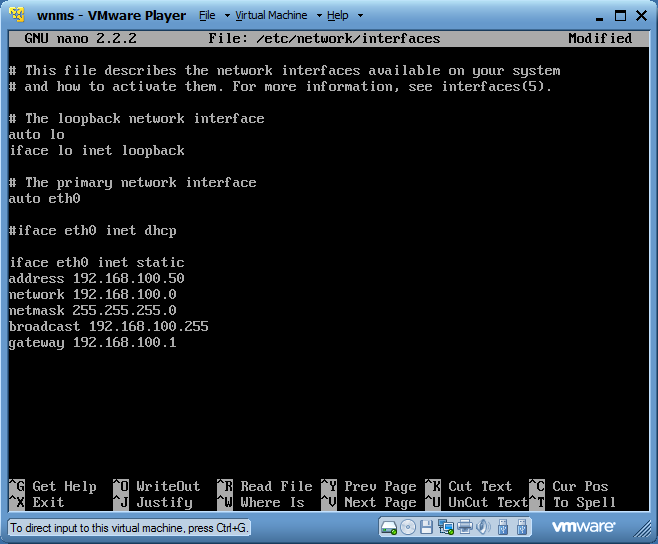 wnms - VMware Player File Virtual Machine Help
GNU nano 2.2.2 File: /etc/network/interfaces Modified
# This file describes the network interfaces available on your system
# and how to activate them. For more information, see interfaces(5).
# The loopback network interface
auto lo
iface lo inet loopback
# The primary network interface
auto eth0
#iface eth0 inet dhcp
iface eth0 inet static
address 192.168.100.50
network 192.168.100.0
netmask 255.255.255.0
broadcast 192.168.100.255
gateway 192.168.100.1
^G Get Help ^O WriteOut ^R Read File ^Y Prev Page ^K Cut Text ^C Cur Pos
^X Exit ^J Justify ^W Where Is ^V Next Page ^U UnCut Text ^T To Spell
To direct input to this virtual machine, press Ctrl+G. vmware